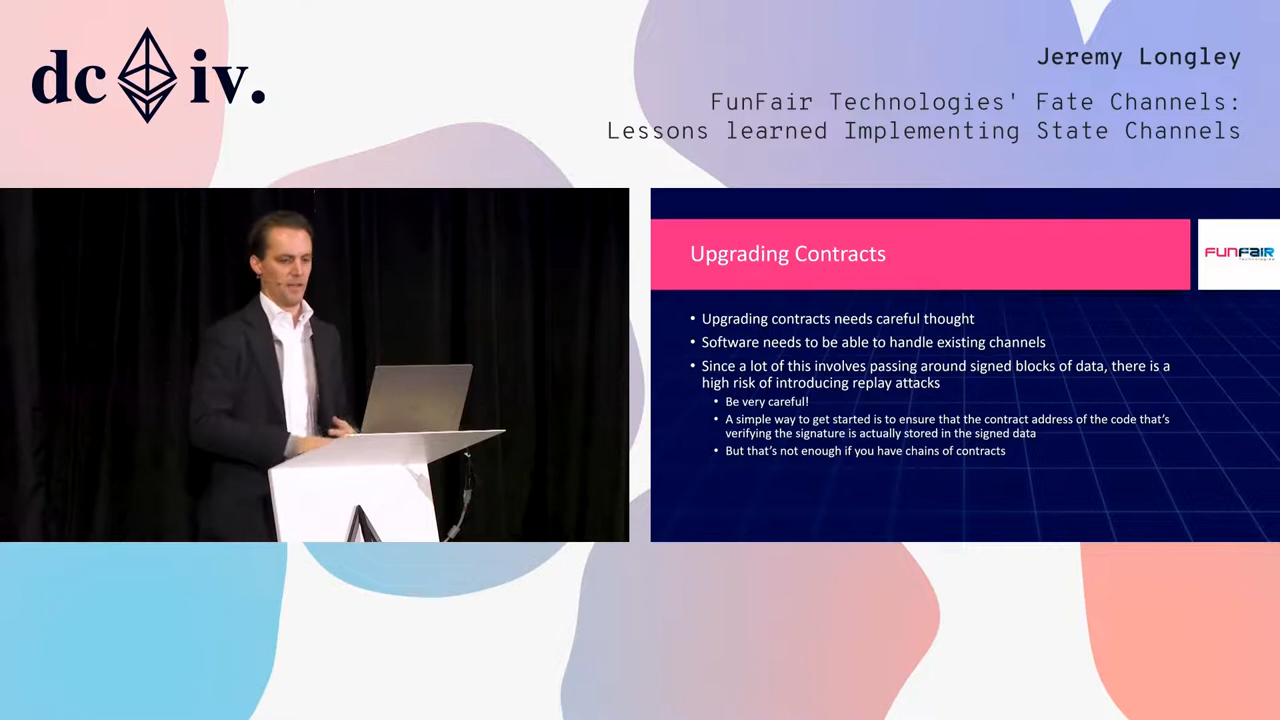 dc iv.
Jeremy Longley
FunFair Technologies' Fate Channels:
Lessons learned Implementing State Channels
Upgrading Contracts
FUNFAIR
Technologies
• Upgrading contracts needs careful thought
• Software needs to be able to handle existing channels
• Since a lot of this involves passing around signed blocks of data, there is a
high risk of introducing replay attacks
• Be very careful!
• A simple way to get started is to ensure that the contract address of the code that's
verifying the signature is actually stored in the signed data
• But that's not enough if you have chains of contracts